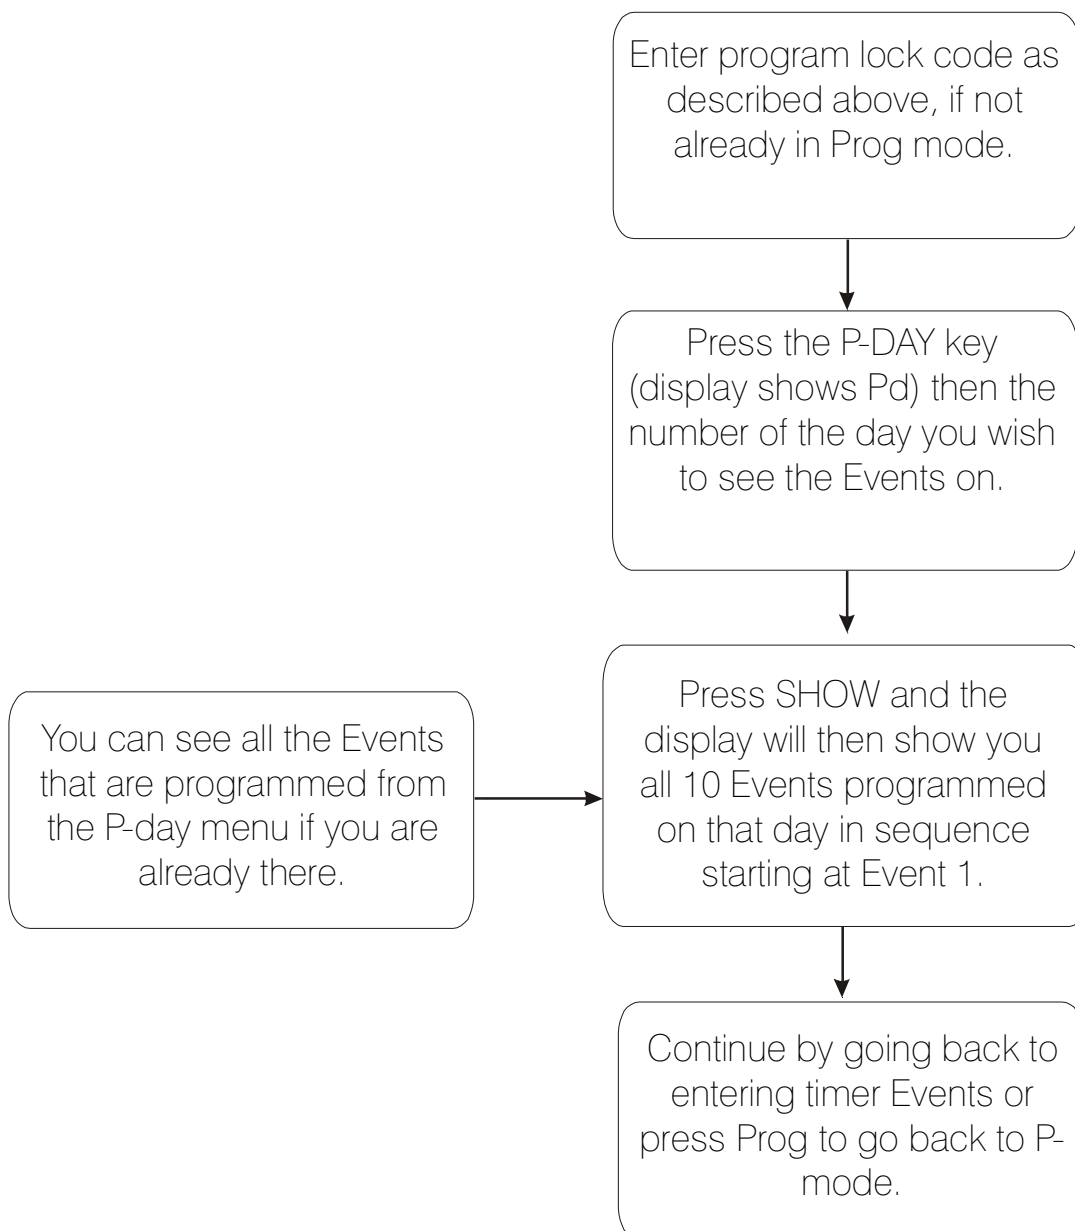 Enter program lock code as
described above, if not
already in Prog mode.
Press the P-DAY key
(display shows Pd) then the
number of the day you wish
to see the Events on.
You can see all the Events
that are programmed from
the P-day menu if you are
already there.
Press SHOW and the
display will then show you
all 10 Events programmed
on that day in sequence
starting at Event 1.
Continue by going back to
entering timer Events or
press Prog to go back to P-
mode.